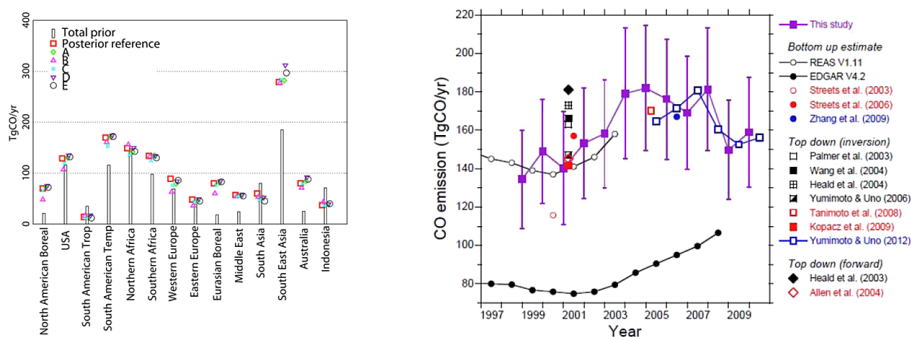 400
300
200
100
0
TgCO/yr
Total prior
Posterior reference
A
B
C
D
E
North American Boreal
USA
South American Trop
South American Temp
Northern Africa
Southern Africa
Western Europe
Eastern Europe
Eurasian Boreal
Middle East
South Asia
South East Asia
Australia
Indonesia
220
200
180
160
140
120
100
80
CO emission (TgCO/yr)
1997
1999
2001
2003
2005
2007
2009
Year
This study
Bottom up estimate
REAS V1.11
EDGAR V4.2
Streets et al. (2003)
Streets et al. (2006)
Zhang et al. (2009)
Top down (inversion)
Palmer et al. (2003)
Wang et al. (2004)
Heald et al. (2004)
Yumimoto & Uno (2006)
Tanimoto et al. (2008)
Kopacz et al. (2009)
Yumimoto & Uno (2012)
Top down (forward)
Heald et al. (2003)
Allen et al. (2004)